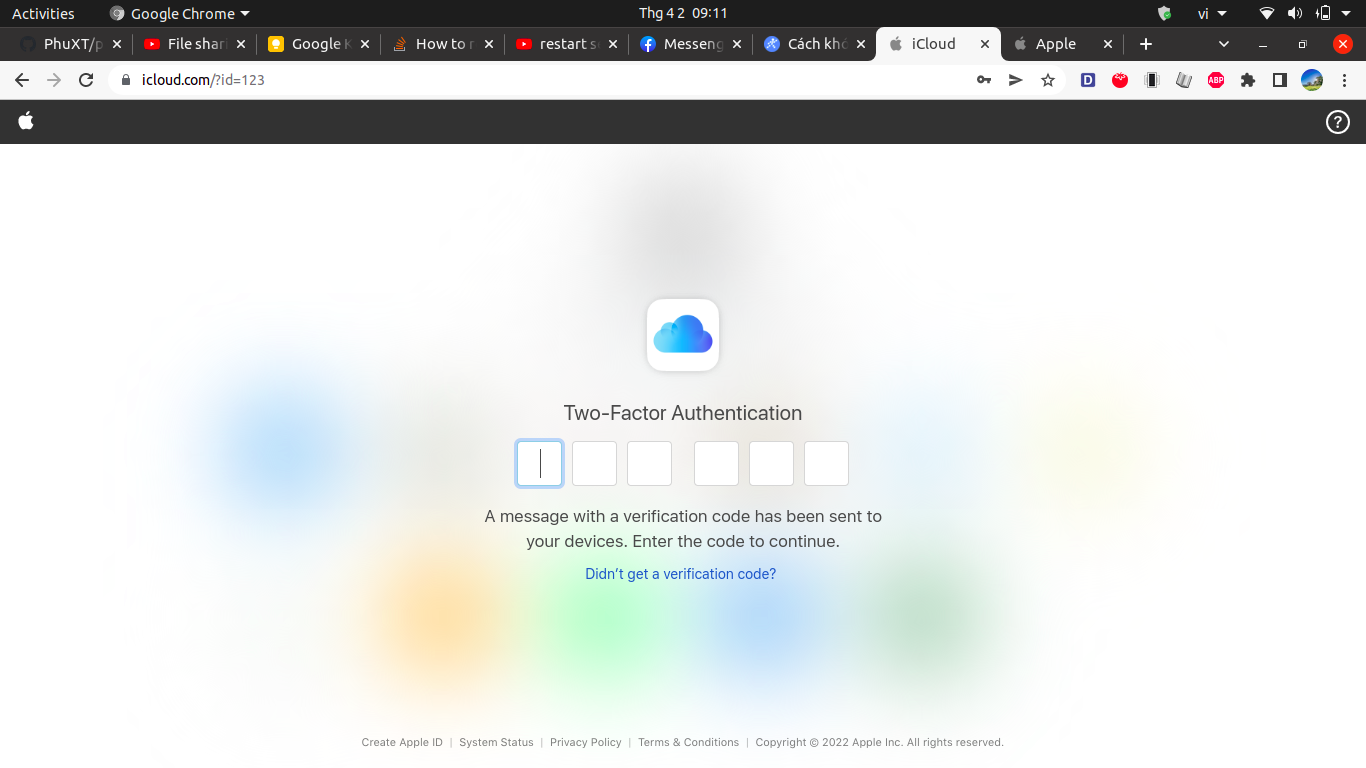 Activities Google Chrome Thg 4 2 09:11 vi
PhuXT/p File shari Google K How to r restart se Messeng Cách khô iCloud Apple
icloud.com/?id=123 D ABP
?
Two-Factor Authentication
A message with a verification code has been sent to
your devices. Enter the code to continue.
Didn’t get a verification code?
Create Apple ID | System Status | Privacy Policy | Terms & Conditions | Copyright © 2022 Apple Inc. All rights reserved.